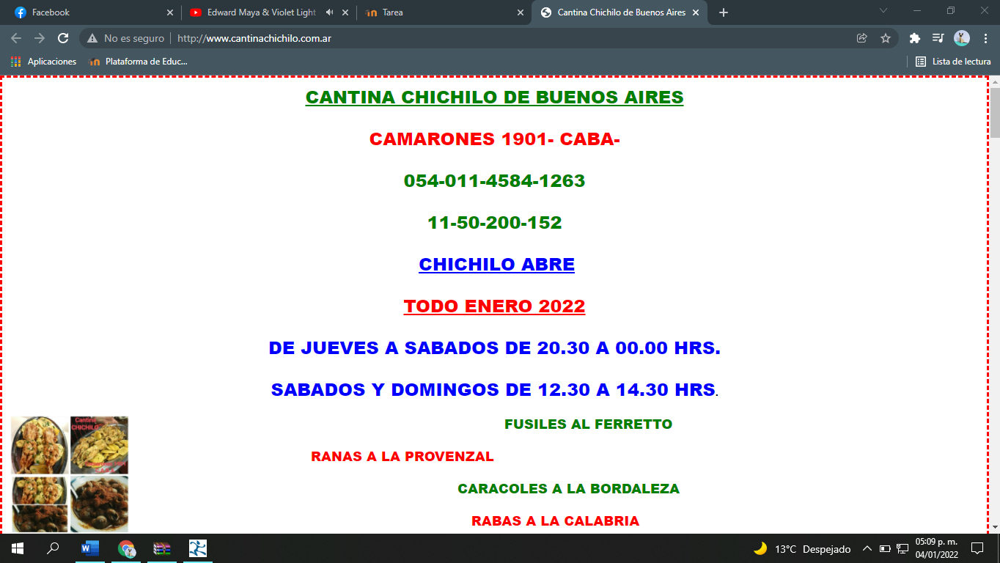 Facebook
Edward Maya & Violet Light
Tarea
Cantina Chichilo de Buenos Aires
No es seguro
http://www.cantinachichilo.com.ar
Aplicaciones
Plataforma de Educ...
Lista de lectura
CANTINA CHICHILO DE BUENOS AIRES
CAMARONES 1901- CABA-
054-011-4584-1263
11-50-200-152
CHICHILO ABRE
TODO ENERO 2022
DE JUEVES A SABADOS DE 20.30 A 00.00 HRS.
SABADOS Y DOMINGOS DE 12.30 A 14.30 HRS.
Cantina
CHICHILO
FUSILES AL FERRETTO
RANAS A LA PROVENZAL
CARACOLES A LA BORDALEZA
RABAS A LA CALABRIA
13°C Despejado
05:09 p. m.
04/01/2022